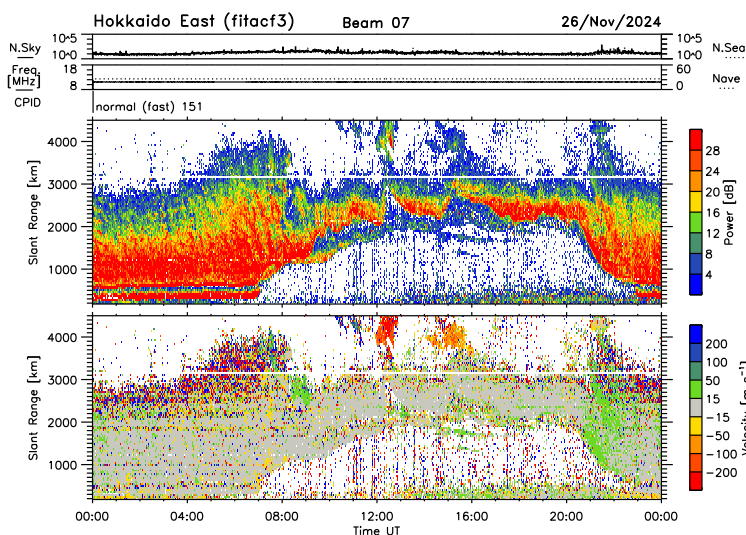 Hokkaido East (fitacf3) Beam 07 26/Nov/2024
N.Sky 10^5 10^0 10^5 10^0 N.Sea
Freq. [MHz] 18 8 60 0 Nave
CPID normal (fast) 151
Slant Range [km] 4000 3000 2000 1000
Power [dB] 28 24 20 16 12 8 4
Slant Range [km] 4000 3000 2000 1000
Velocity [m s^-1] 200 100 50 15 -15 -50 -100 -200
00:00 04:00 08:00 12:00 16:00 20:00 00:00
Time UT